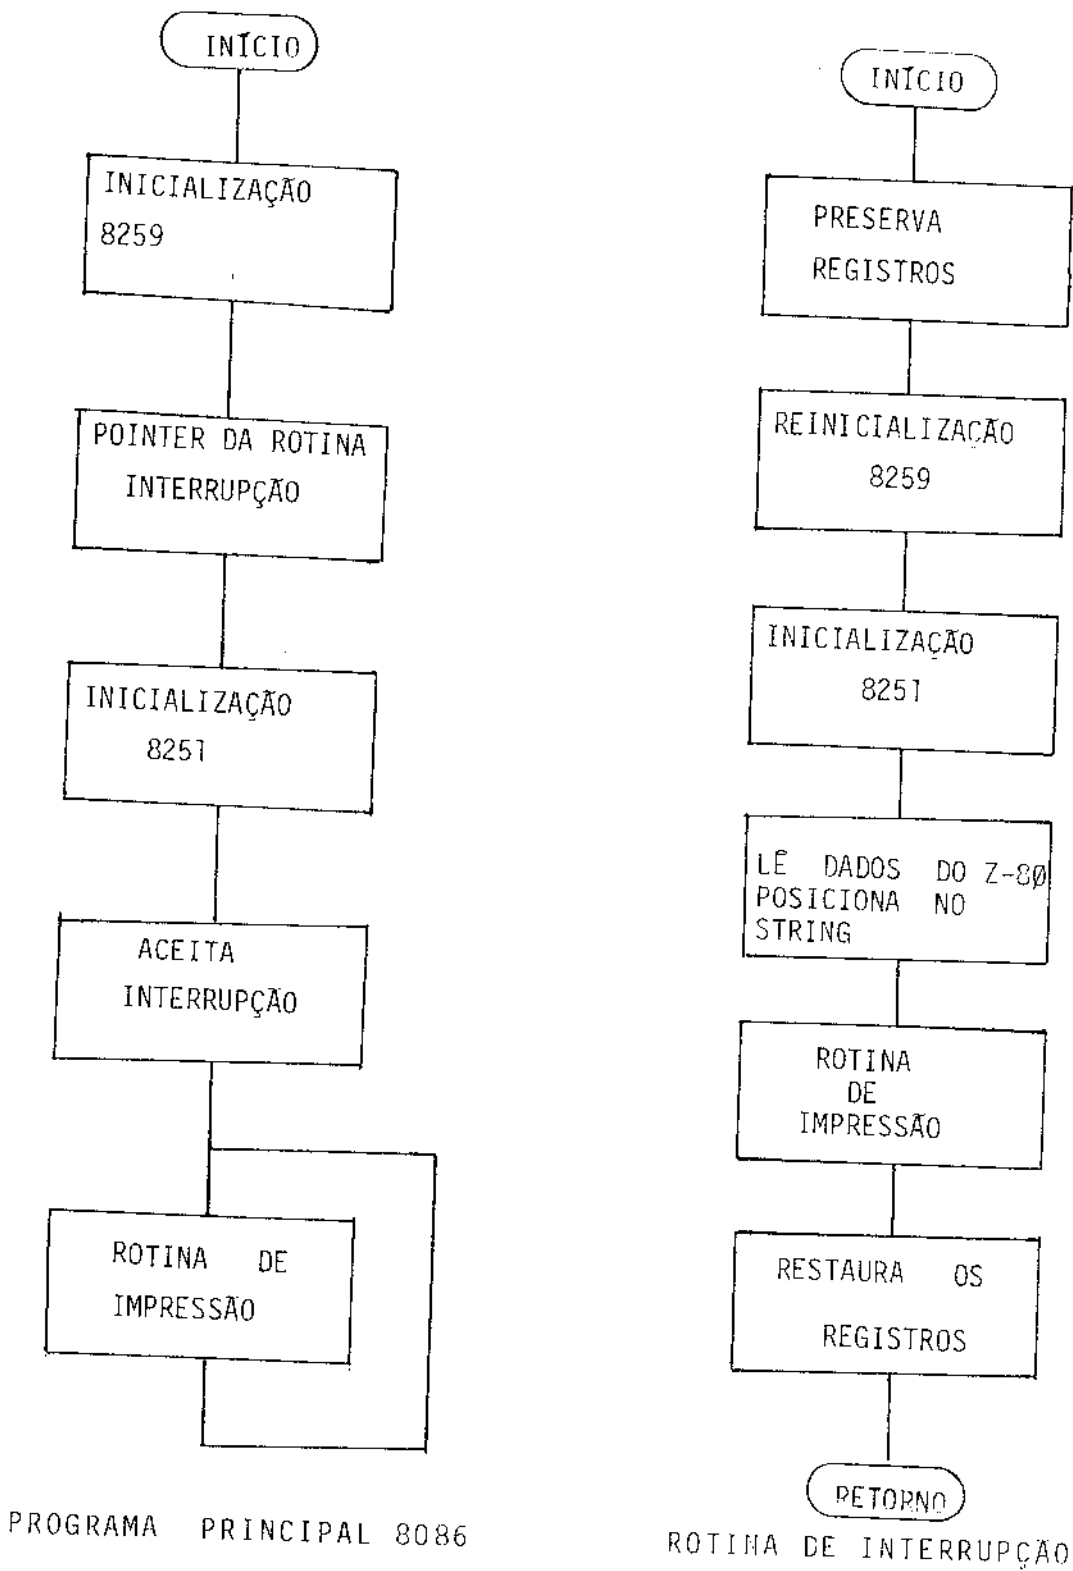 INÍCIO
INICIALIZAÇÃO
8259
POINTER DA ROTINA
INTERRUPÇÃO
INICIALIZAÇÃO
8251
ACEITA
INTERRUPÇÃO
ROTINA DE
IMPRESSÃO
PROGRAMA PRINCIPAL 8086
INÍCIO
PRESERVA
REGISTROS
REINICIALIZAÇÃO
8259
INICIALIZAÇÃO
8251
LÊ DADOS DO Z-8Ø
POSICIONA NO
STRING
ROTINA
DE
IMPRESSÃO
RESTAURA OS
REGISTROS
RETORNO
ROTINA DE INTERRUPÇÃO